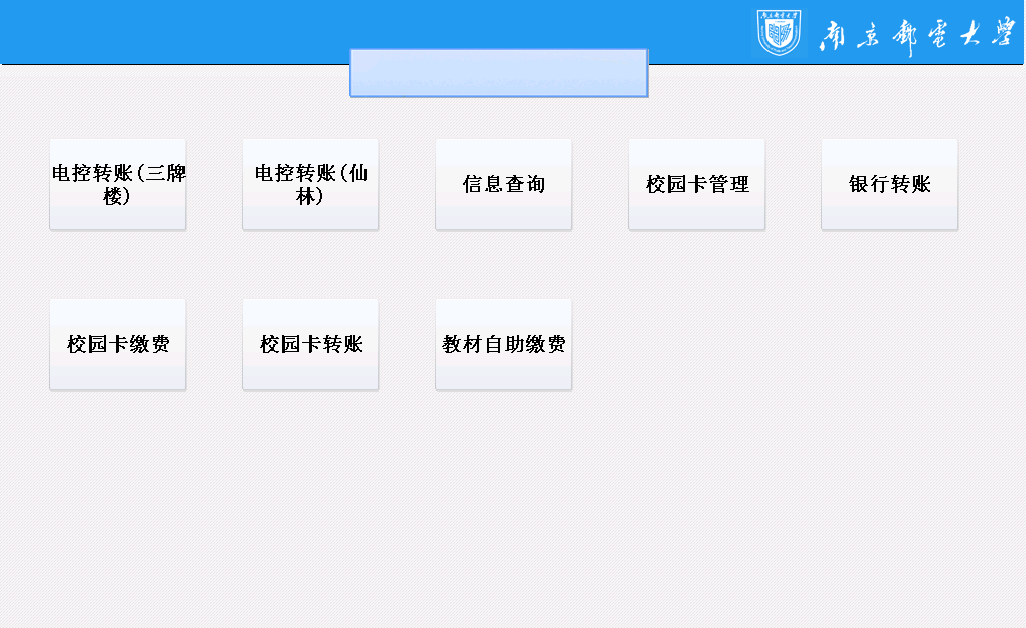 南京郵電大學
电控转账(三牌
楼)
电控转账(仙
林)
信息查询
校园卡管理
银行转账
校园卡缴费
校园卡转账
教材自助缴费